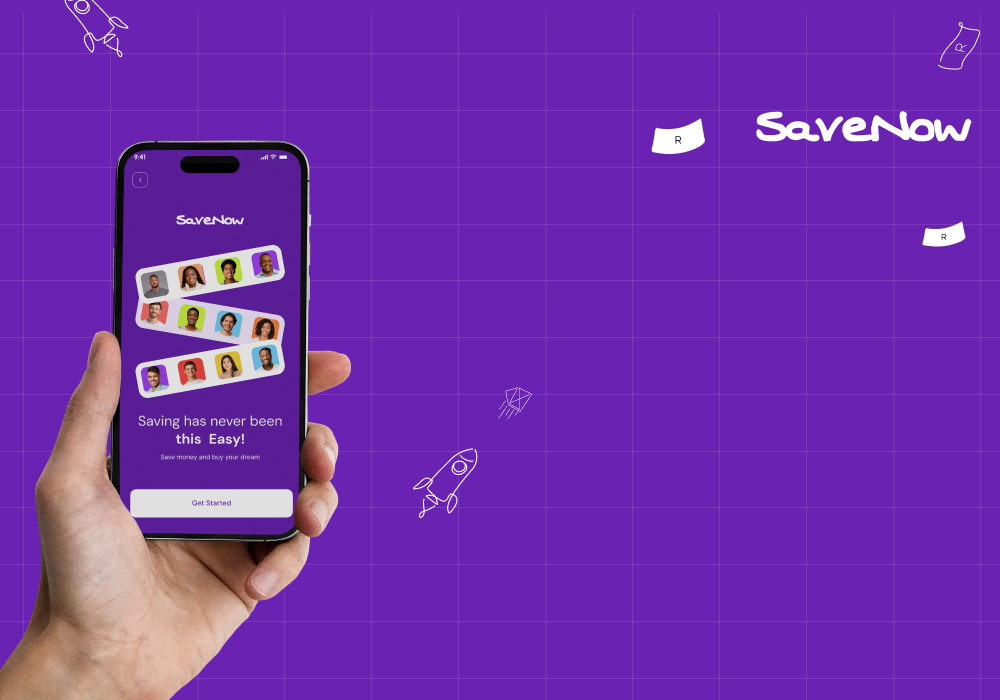 R
SaveNow
R
R
9:41
SaveNow
Saving has never been
this Easy!
Save money and buy your dream
Get Started